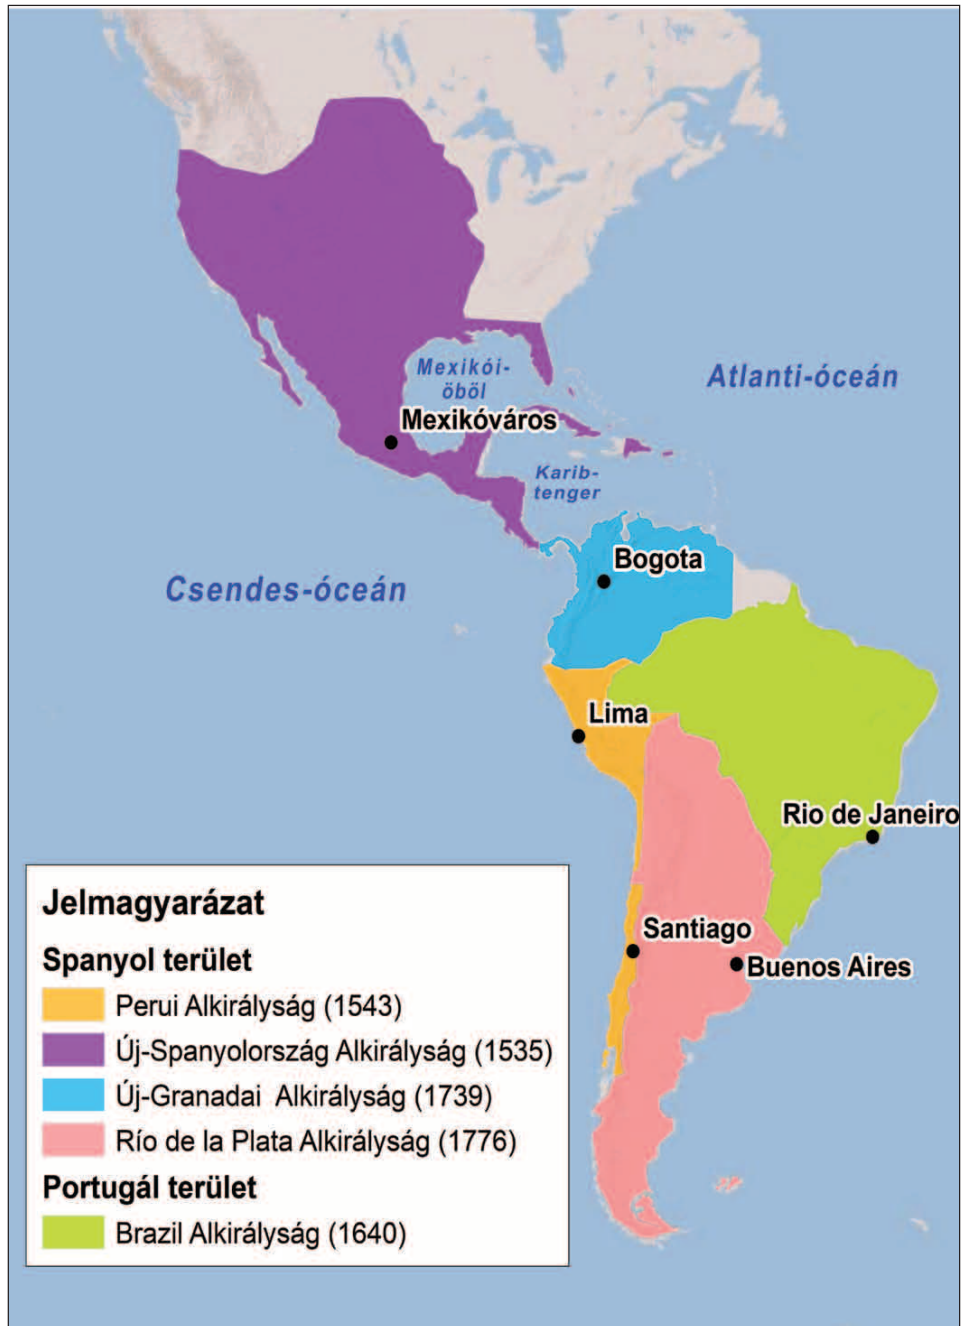 Mexikói-
öböl
Atlanti-óceán
Mexikóváros
Karib-
tenger
Bogota
Csendes-óceán
Lima
Rio de Janeiro
Santiago
Buenos Aires
Jelmagyarázat
Spanyol terület
Perui Alkirályság (1543)
Új-Spanyolország Alkirályság (1535)
Új-Granadai Alkirályság (1739)
Río de la Plata Alkirályság (1776)
Portugál terület
Brazil Alkirályság (1640)